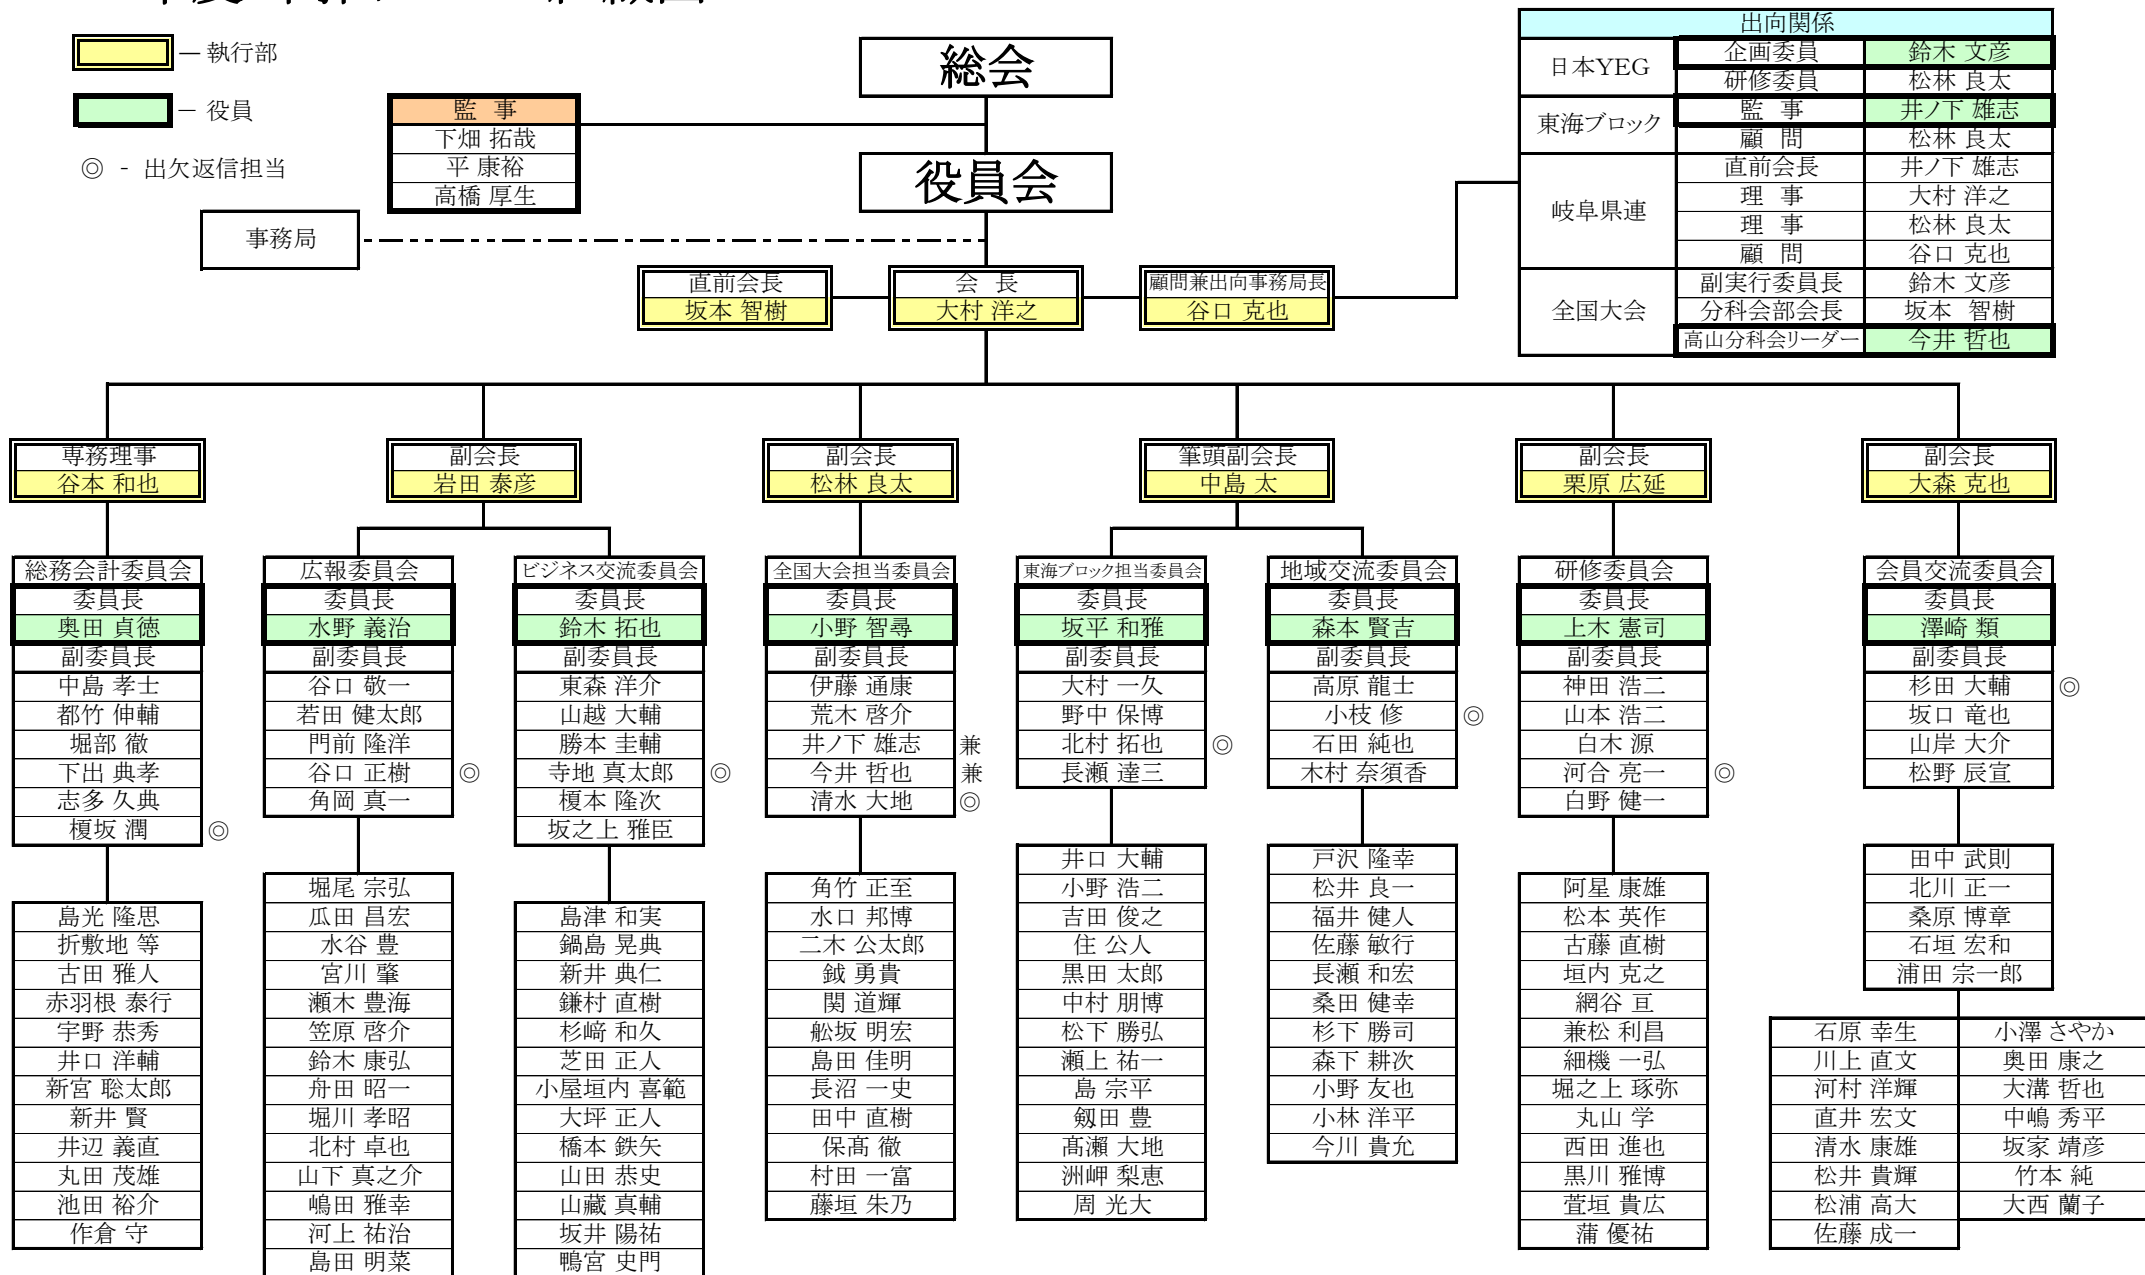 総会
出向関係
日本YEG 企画委員 鈴木 文彦
研修委員 松林 良太
東海ブロック 監 事 井ノ下 雄志
顧 問 松林 良太
岐阜県連 直前会長 井ノ下 雄志
理 事 大村 洋之
理 事 松林 良太
顧 問 谷口 克也
全国大会 副実行委員長 鈴木 文彦
分科会部会長 坂本 智樹
高山分科会リーダー 今井 哲也
― 執行部
― 役員
◎ - 出欠返信担当
監 事
下畑 拓哉
平 康裕
高橋 厚生
役員会
事務局
直前会長
坂本 智樹
会 長
大村 洋之
顧問兼出向事務局長
谷口 克也
専務理事
谷本 和也
副会長
岩田 泰彦
副会長
松林 良太
筆頭副会長
中島 太
副会長
栗原 広延
副会長
大森 克也
総務会計委員会
委員長
奥田 貞徳
副委員長
中島 孝士
都竹 伸輔
堀部 徹
下出 典孝
志多 久典
榎坂 潤 ◎
島光 隆思
折敷地 等
古田 雅人
赤羽根 泰行
宇野 恭秀
井口 洋輔
新宮 聡太郎
新井 賢
井辺 義直
丸田 茂雄
池田 裕介
作倉 守
広報委員会
委員長
水野 義治
副委員長
谷口 敬一
若田 健太郎
門前 隆洋
谷口 正樹 ◎
角岡 真一
堀尾 宗弘
瓜田 昌宏
水谷 豊
宮川 肇
瀬木 豊海
笠原 啓介
鈴木 康弘
舟田 昭一
堀川 孝昭
北村 卓也
山下 真之介
嶋田 雅幸
河上 祐治
島田 明菜
ビジネス交流委員会
委員長
鈴木 拓也
副委員長
東森 洋介
山越 大輔
勝本 圭輔
寺地 真太郎 ◎
榎本 隆次
坂之上 雅臣
島津 和実
鍋島 晃典
新井 典仁
鎌村 直樹
杉﨑 和久
芝田 正人
小屋垣内 喜範
大坪 正人
橋本 鉄矢
山田 恭史
山藏 真輔
坂井 陽祐
鴨宮 史門
全国大会担当委員会
委員長
小野 智尋
副委員長
伊藤 通康
荒木 啓介
井ノ下 雄志 兼
今井 哲也 兼
清水 大地 ◎
角竹 正至
水口 邦博
二木 公太郎
鉞 勇貴
関 道輝
舩坂 明宏
島田 佳明
長沼 一史
田中 直樹
保髙 徹
村田 一富
藤垣 朱乃
東海ブロック担当委員会
委員長
坂平 和雅
副委員長
大村 一久
野中 保博
北村 拓也 ◎
長瀬 達三
井口 大輔
小野 浩二
吉田 俊之
住 公人
黒田 太郎
中村 朋博
松下 勝弘
瀬上 祐一
島 宗平
劔田 豊
髙瀨 大地
洲岬 梨恵
周 光大
地域交流委員会
委員長
森本 賢吉
副委員長
高原 龍士
小枝 修 ◎
石田 純也
木村 奈須香
戸沢 隆幸
松井 良一
福井 健人
佐藤 敏行
長瀬 和宏
桑田 健幸
杉下 勝司
森下 耕次
小野 友也
小林 洋平
今川 貴允
研修委員会
委員長
上木 憲司
副委員長
神田 浩二
山本 浩二
白木 源
河合 亮一 ◎
白野 健一
阿星 康雄
松本 英作
古藤 直樹
垣内 克之
網谷 亘
兼松 利昌
細機 一弘
堀之上 琢弥
丸山 学
西田 進也
黒川 雅博
萱垣 貴広
蒲 優祐
会員交流委員会
委員長
澤崎 類
副委員長
杉田 大輔 ◎
坂口 竜也
山岸 大介
松野 辰宣
田中 武則
北川 正一
桑原 博章
石垣 宏和
浦田 宗一郎
石原 幸生 小澤 さやか
川上 直文 奥田 康之
河村 洋輝 大溝 哲也
直井 宏文 中嶋 秀平
清水 康雄 坂家 靖彦
松井 貴輝 竹本 純
松浦 高大 大西 蘭子
佐藤 成一